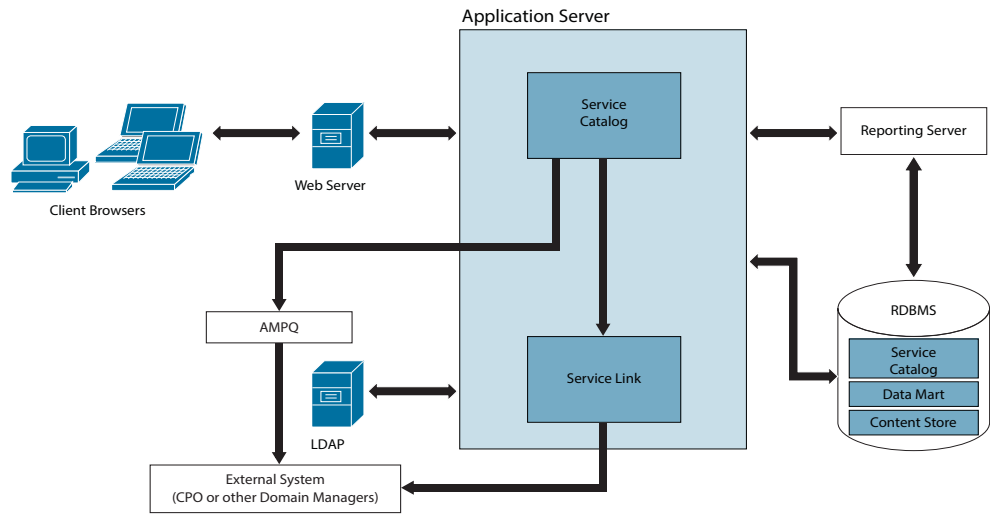 Application Server
Service
Catalog
Reporting Server
Web Server
Client Browsers
RDBMS
AMPQ
Service
Catalog
Service Link
Data Mart
Content Store
LDAP
External System
(CPO or other Domain Managers)